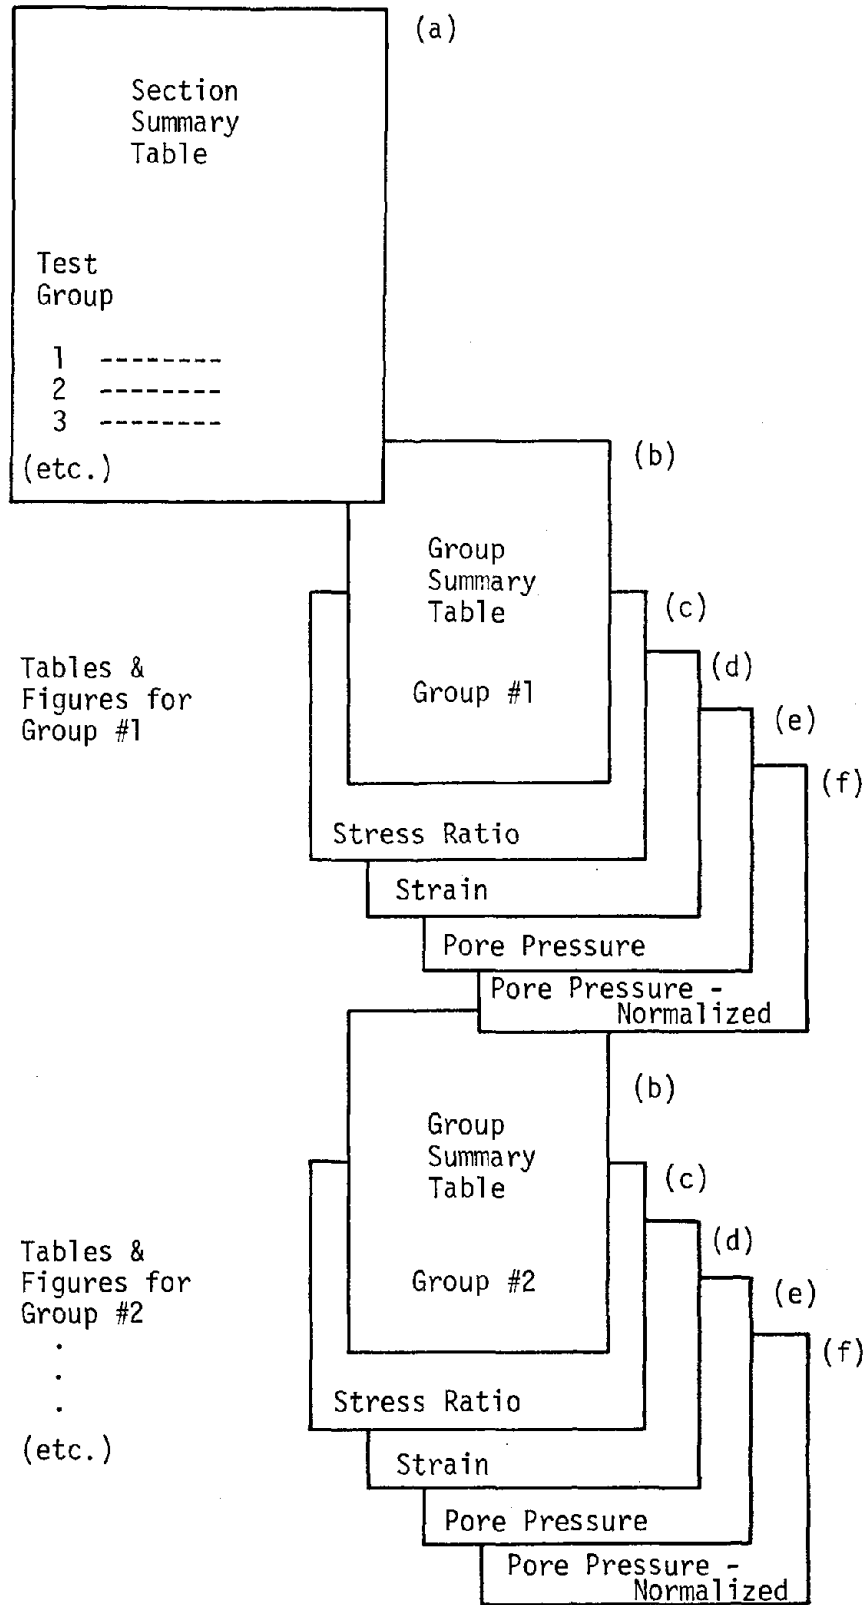 (a)
Section
Summary
Table
Test
Group
1 --------
2 --------
3 --------
(etc.)
(b)
Group
Summary
Table
Group #1
(c)
(d)
(e)
(f)
Tables &
Figures for
Group #1
Stress Ratio
Strain
Pore Pressure
Pore Pressure -
Normalized
(b)
Group
Summary
Table
Group #2
(c)
(d)
(e)
(f)
Tables &
Figures for
Group #2
.
.
.
(etc.)
Stress Ratio
Strain
Pore Pressure
Pore Pressure -
Normalized